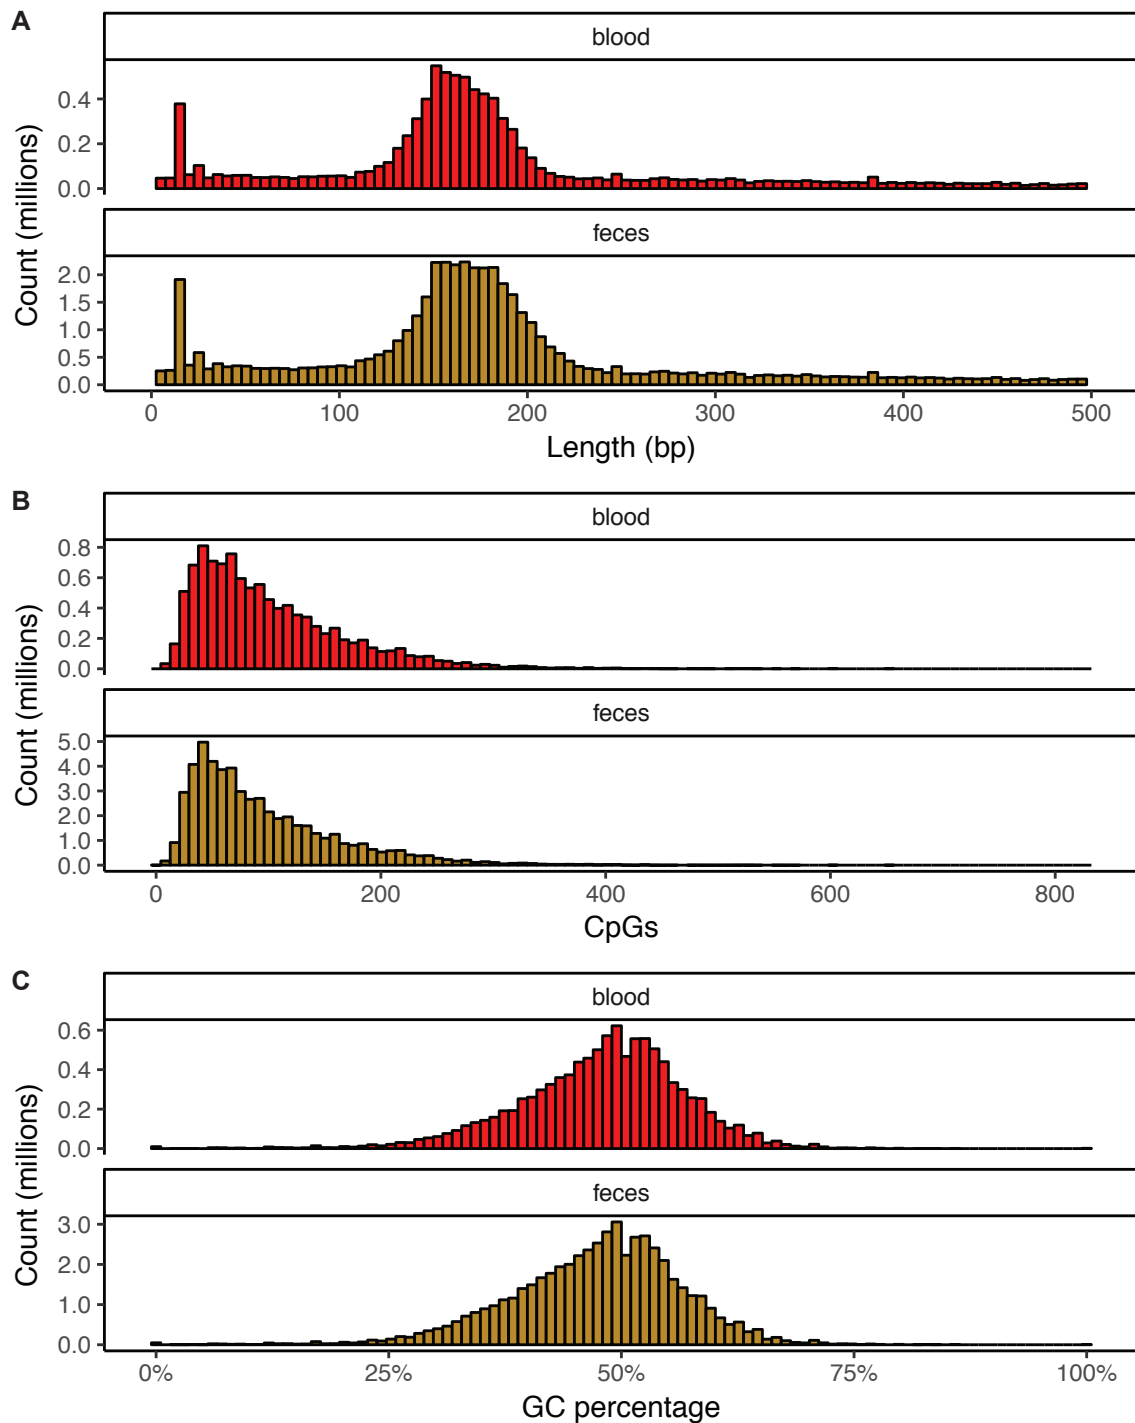 A
blood
0.4
0.2
0.0
feces
2.0
1.5
1.0
0.5
0.0
Count (millions)
0 100 200 300 400 500
Length (bp)
B
blood
0.8
0.6
0.4
0.2
0.0
feces
5.0
4.0
3.0
2.0
1.0
0.0
Count (millions)
0 200 400 600 800
CpGs
C
blood
0.6
0.4
0.2
0.0
feces
3.0
2.0
1.0
0.0
Count (millions)
0% 25% 50% 75% 100%
GC percentage